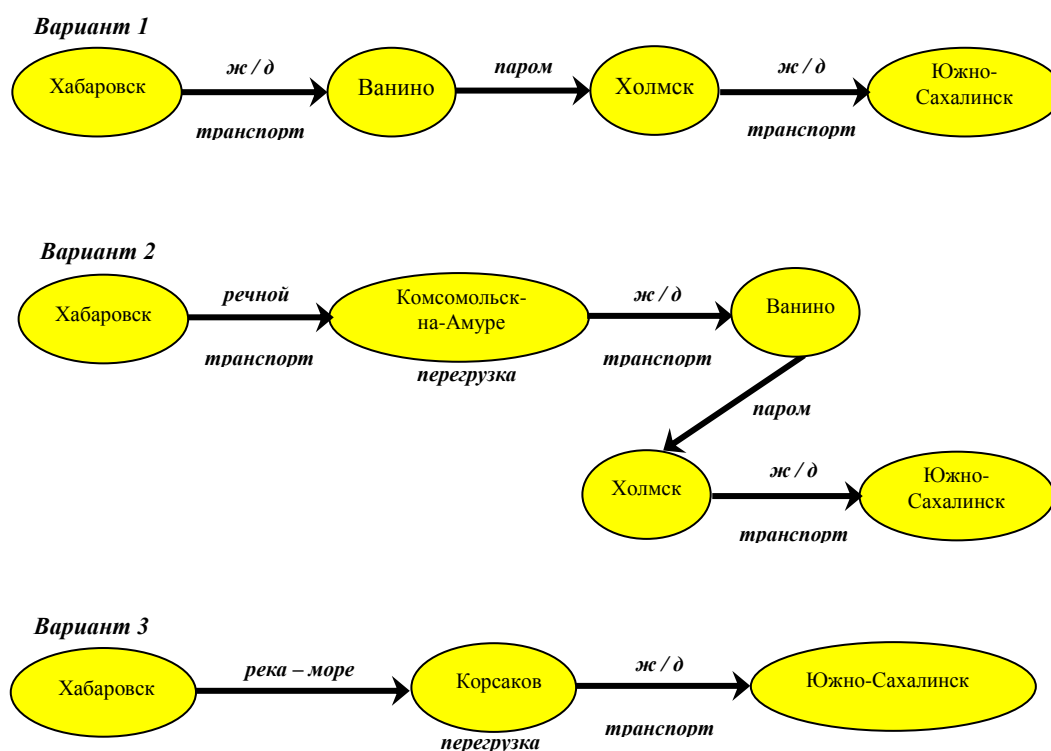 Вариант 1
Хабаровск
ж / д
транспорт
Ванино
паром
Холмск
ж / д
транспорт
Южно-
Сахалинск
Вариант 2
Хабаровск
речной
транспорт
Комсомольск-
на-Амуре
перегрузка
ж / д
транспорт
Ванино
паром
Холмск
ж / д
транспорт
Южно-
Сахалинск
Вариант 3
Хабаровск
река – море
Корсаков
перегрузка
ж / д
транспорт
Южно-Сахалинск